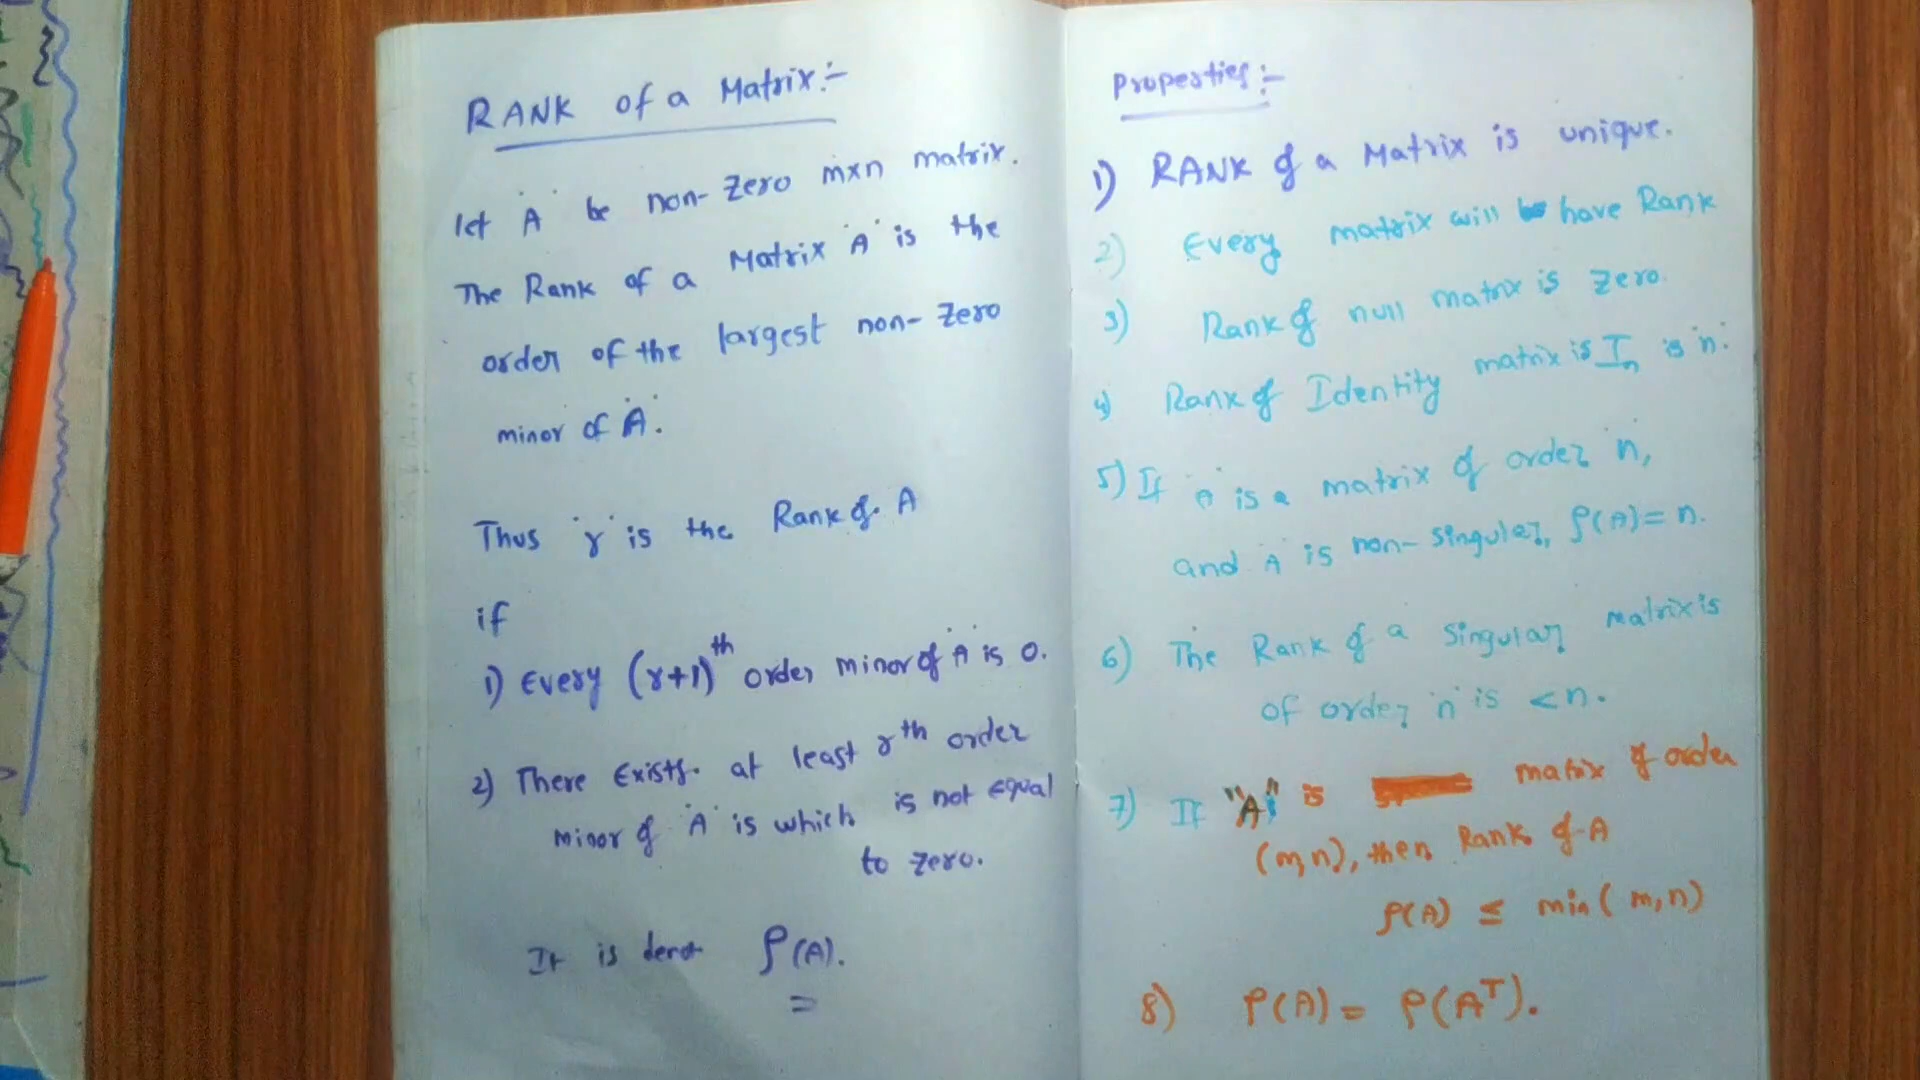 RANK of a Matrix:-
let 'A' be non-zero mxn matrix.
The Rank of a Matrix 'A' is the
order of the largest non-zero
minor of 'A'.
Thus 'r' is the Rank of A
if
1) Every (r+1)th order minor of 'A' is 0.
2) There Exists at least rth order
minor of 'A' is which is not equal
to zero.
It is denot ρ(A).
Properties:-
1) RANK of a Matrix is unique.
2) Every matrix will have Rank
3) Rank of null matrix is zero.
4) Rank of Identity matrix is In is 'n'.
5) If 'A' is a matrix of order 'n',
and A is non-singular, ρ(A)= n.
6) The Rank of a singular matrix is
of order 'n' is <n.
7) If "A" is matrix of order
(m,n), then Rank of A
ρ(A) ≤ min(m,n)
8) ρ(A) = ρ(Aᵀ).